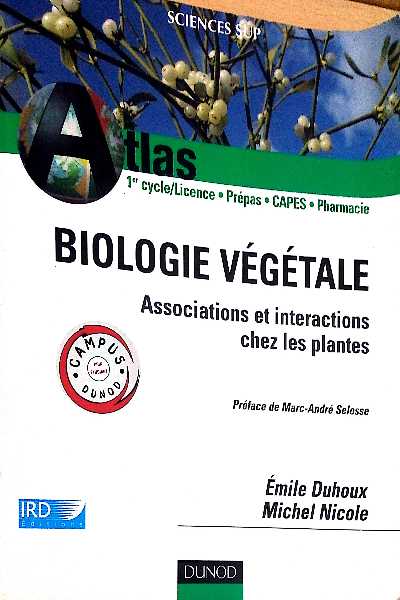 SCIENCES SUP
Atlas
1er cycle/Licence • Prépas • CAPES • Pharmacie
BIOLOGIE VÉGÉTALE
Associations et interactions
chez les plantes
CAMPUS
DUNOD
Préface de Marc-André Selosse
Émile Duhoux
Michel Nicole
IRD
Éditions
DUNOD